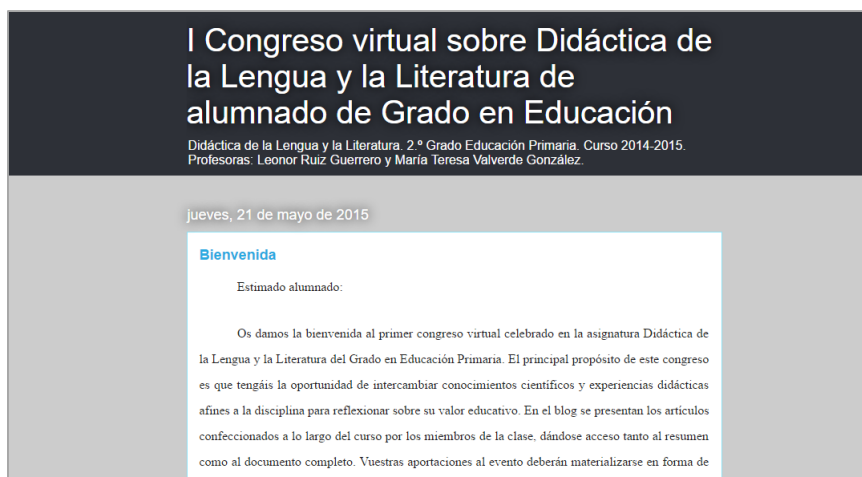 I Congreso virtual sobre Didáctica de
la Lengua y la Literatura de
alumnado de Grado en Educación
Didáctica de la Lengua y la Literatura. 2.º Grado Educación Primaria. Curso 2014-2015.
Profesoras: Leonor Ruiz Guerrero y María Teresa Valverde González.
jueves, 21 de mayo de 2015
Bienvenida
Estimado alumnado:
Os damos la bienvenida al primer congreso virtual celebrado en la asignatura Didáctica de
la Lengua y la Literatura del Grado en Educación Primaria. El principal propósito de este congreso
es que tengáis la oportunidad de intercambiar conocimientos científicos y experiencias didácticas
afines a la disciplina para reflexionar sobre su valor educativo. En el blog se presentan los artículos
confeccionados a lo largo del curso por los miembros de la clase, dándose acceso tanto al resumen
como al documento completo. Vuestras aportaciones al evento deberán materializarse en forma de